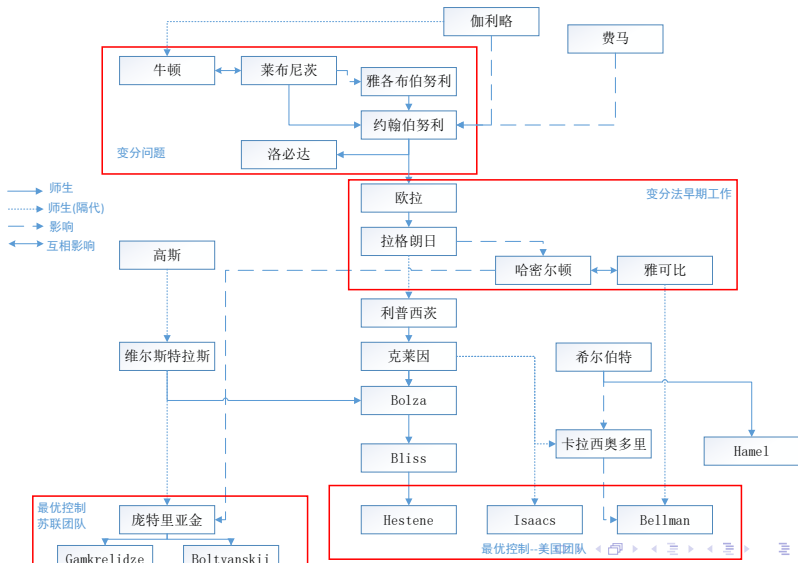 伽利略
费马
牛顿
莱布尼茨
雅各布伯努利
约翰伯努利
变分问题
洛必达
师生
师生(隔代)
影响
互相影响
欧拉
变分法早期工作
拉格朗日
高斯
哈密尔顿
雅可比
利普西茨
维尔斯特拉斯
克莱因
希尔伯特
Bolza
卡拉西奥多里
Hamel
Bliss
最优控制
苏联团队
庞特里亚金
Hestene
Isaacs
Bellman
最优控制--美国团队
Gamkrelidze
Boltyanskii